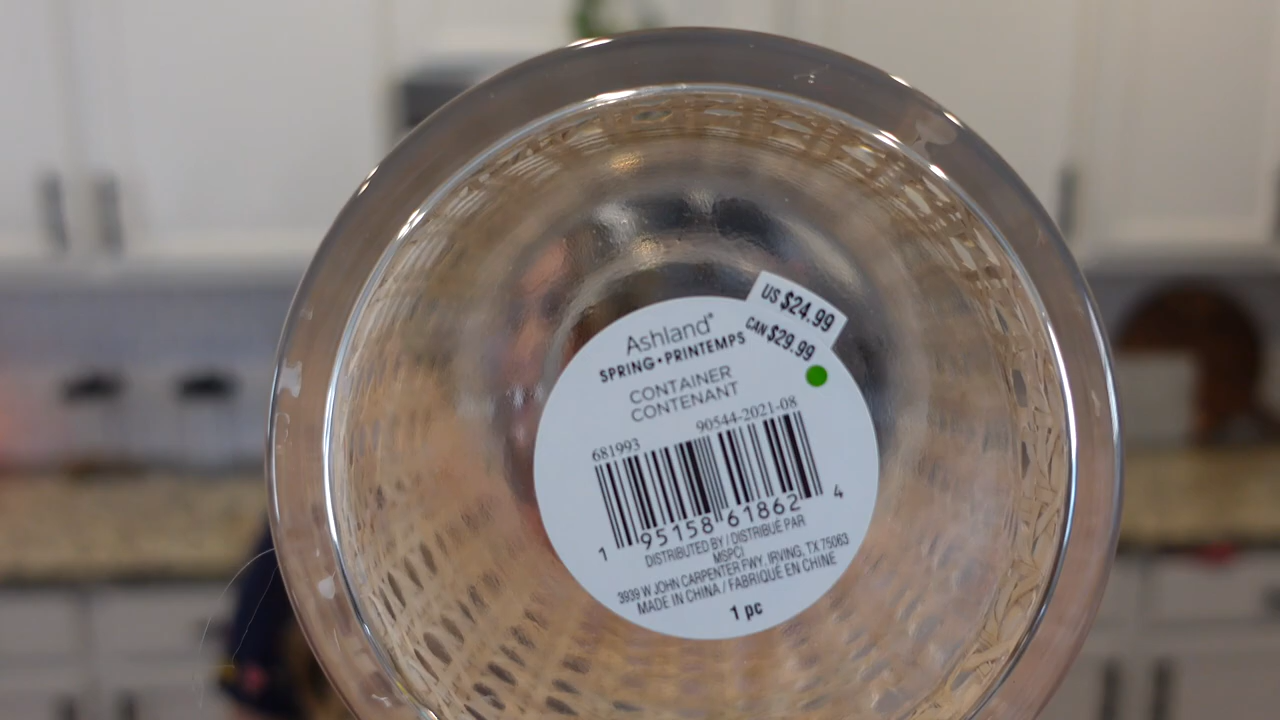 US $24.99
CAN $29.99
Ashland®
SPRING • PRINTEMPS
CONTAINER
CONTENANT
681993 90544-2021-08
1 95158 61862 4
DISTRIBUTED BY / DISTRIBUÉ PAR
MSPCI
3939 W JOHN CARPENTER FWY. IRVING, TX 75063
MADE IN CHINA / FABRIQUÉ EN CHINE
1 pc